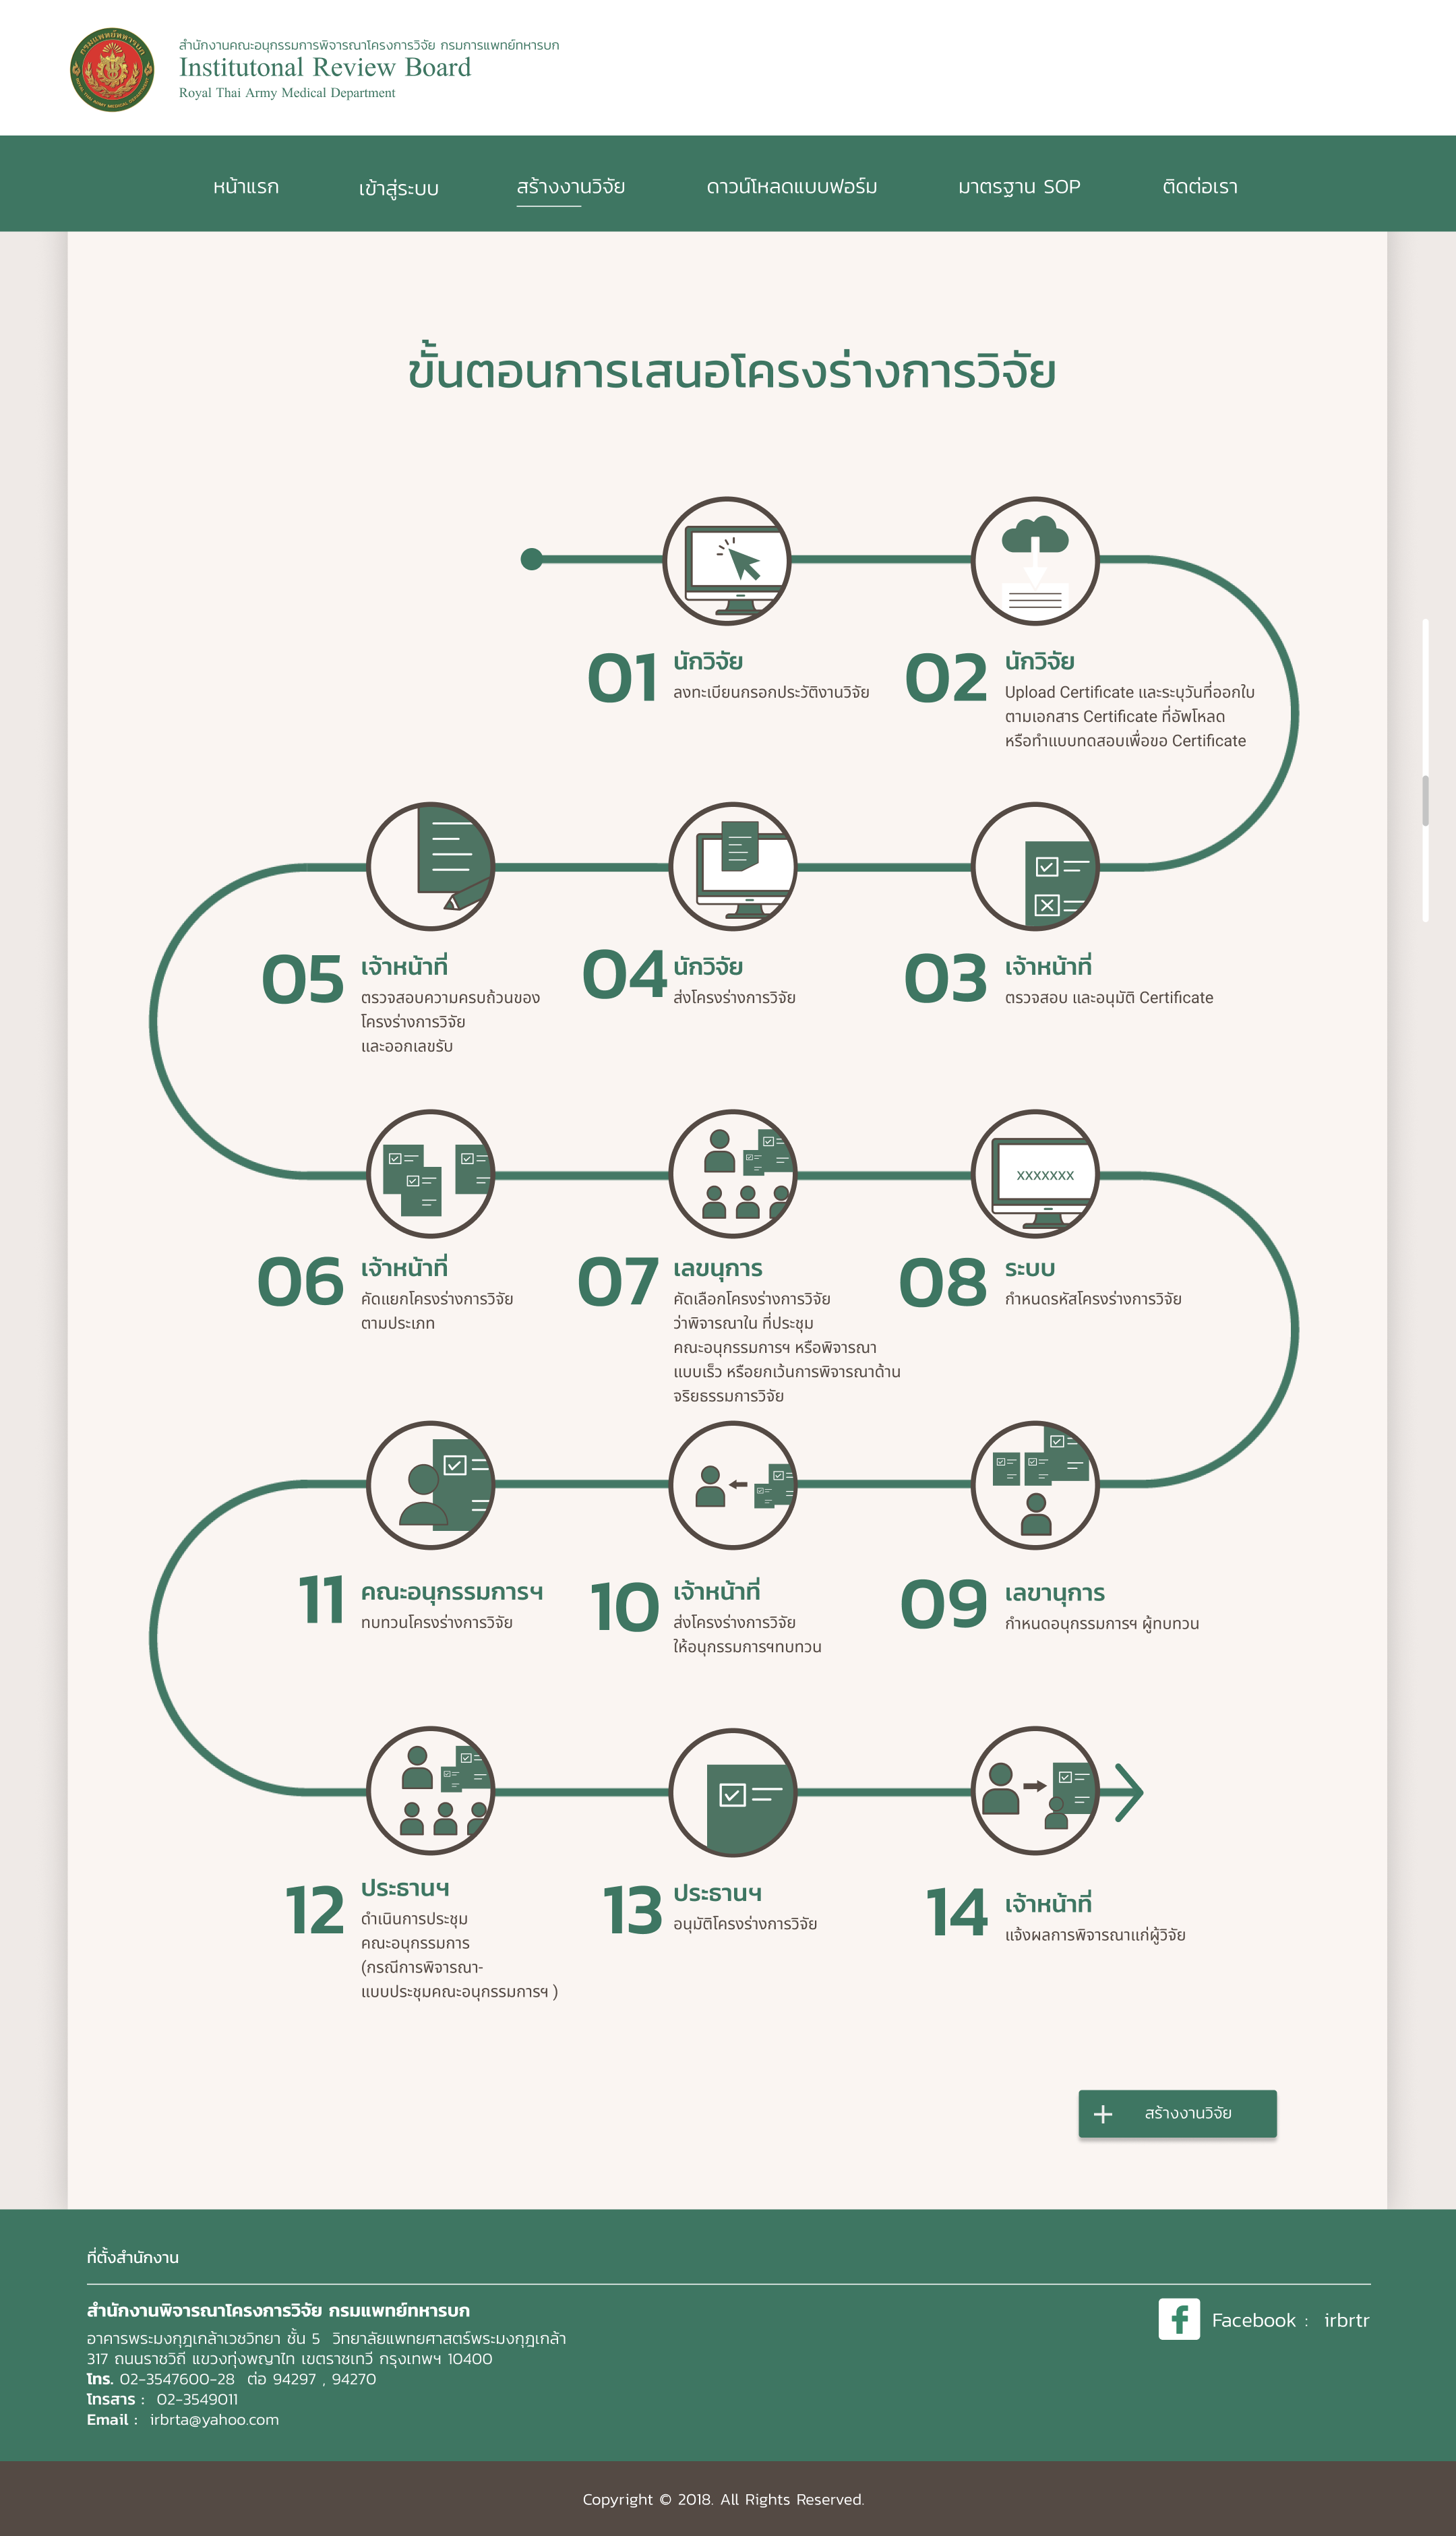 สำนักงานคณะอนุกรรมการพิจารณาโครงการวิจัย กรมการแพทย์ทหารบก
Institutonal Review Board
Royal Thai Army Medical Department
หน้าแรก
เข้าสู่ระบบ
สร้างงานวิจัย
ดาวน์โหลดแบบฟอร์ม
มาตรฐาน SOP
ติดต่อเรา
ขั้นตอนการเสนอโครงร่างการวิจัย
01 นักวิจัย
ลงทะเบียนกรอกประวัติงานวิจัย
02 นักวิจัย
Upload Certificate และระบุวันที่ออกใบ
ตามเอกสาร Certificate ที่อัพโหลด
หรือทำแบบทดสอบเพื่อขอ Certificate
03 เจ้าหน้าที่
ตรวจสอบ และอนุมัติ Certificate
04 นักวิจัย
ส่งโครงร่างการวิจัย
05 เจ้าหน้าที่
ตรวจสอบความครบถ้วนของ
โครงร่างการวิจัย
และออกเลขรับ
06 เจ้าหน้าที่
คัดแยกโครงร่างการวิจัย
ตามประเภท
07 เลขนุการ
คัดเลือกโครงร่างการวิจัย
ว่าพิจารณาใน ที่ประชุม
คณะอนุกรรมการฯ หรือพิจารณา
แบบเร็ว หรือยกเว้นการพิจารณาด้าน
จริยธรรมการวิจัย
XXXXXXX
08 ระบบ
กำหนดรหัสโครงร่างการวิจัย
09 เลขานุการ
กำหนดอนุกรรมการฯ ผู้ทบทวน
10 เจ้าหน้าที่
ส่งโครงร่างการวิจัย
ให้อนุกรรมการฯทบทวน
11 คณะอนุกรรมการฯ
ทบทวนโครงร่างการวิจัย
12 ประธานฯ
ดำเนินการประชุม
คณะอนุกรรมการ
(กรณีการพิจารณา-
แบบประชุมคณะอนุกรรมการฯ )
13 ประธานฯ
อนุมัติโครงร่างการวิจัย
14 เจ้าหน้าที่
แจ้งผลการพิจารณาแก่ผู้วิจัย
+ สร้างงานวิจัย
ที่ตั้งสำนักงาน
สำนักงานพิจารณาโครงการวิจัย กรมแพทย์ทหารบก
อาคารพระมงกุฎเกล้าเวชวิทยา ชั้น 5 วิทยาลัยแพทยศาสตร์พระมงกุฎเกล้า
317 ถนนราชวิถี แขวงทุ่งพญาไท เขตราชเทวี กรุงเทพฯ 10400
โทร. 02-3547600-28 ต่อ 94297 , 94270
โทรสาร : 02-3549011
Email : irbrta@yahoo.com
Facebook : irbrtr
Copyright © 2018. All Rights Reserved.